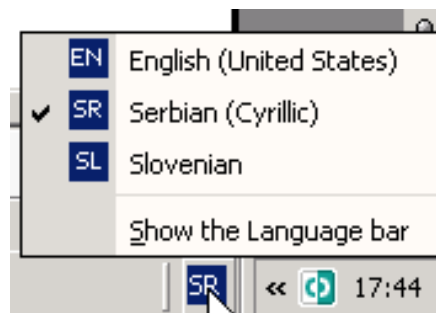 EN English (United States)
SR Serbian (Cyrillic)
SL Slovenian
Show the Language bar
SR « 17:44